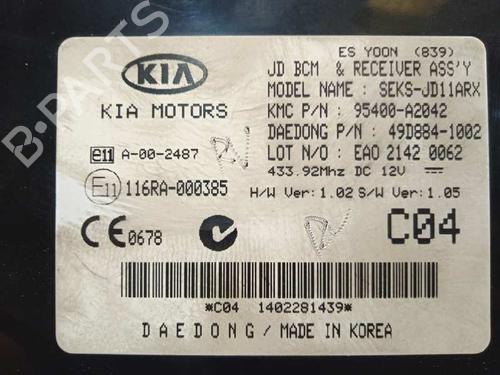 ES YOON (839)
KIA
KIA MOTORS
JD BCM & RECEIVER ASS'Y
MODEL NAME : SEKS-JD11ARX
KMC P/N : 95400-A2042
DAEDONG P/N : 49D884-1002
LOT N/O : EAO 2142 0062
433.92Mhz DC 12V
e11 A-00-2487
E11 116RA-000385
H/W Ver: 1.02 S/W Ver: 1.05
CE 0678
C04
*C04 1402281439*
DAEDONG / MADE IN KOREA